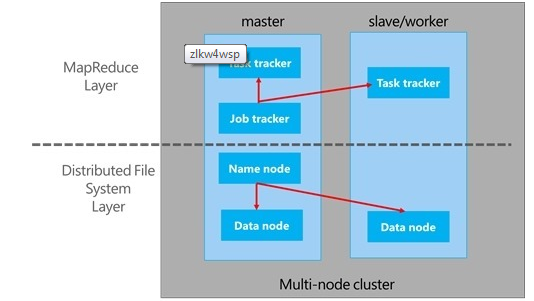 master
slave/worker
zlkw4wsp
Task tracker
MapReduce
Layer
Task tracker
Job tracker
Name node
Distributed File
System
Layer
Data node
Data node
Multi-node cluster